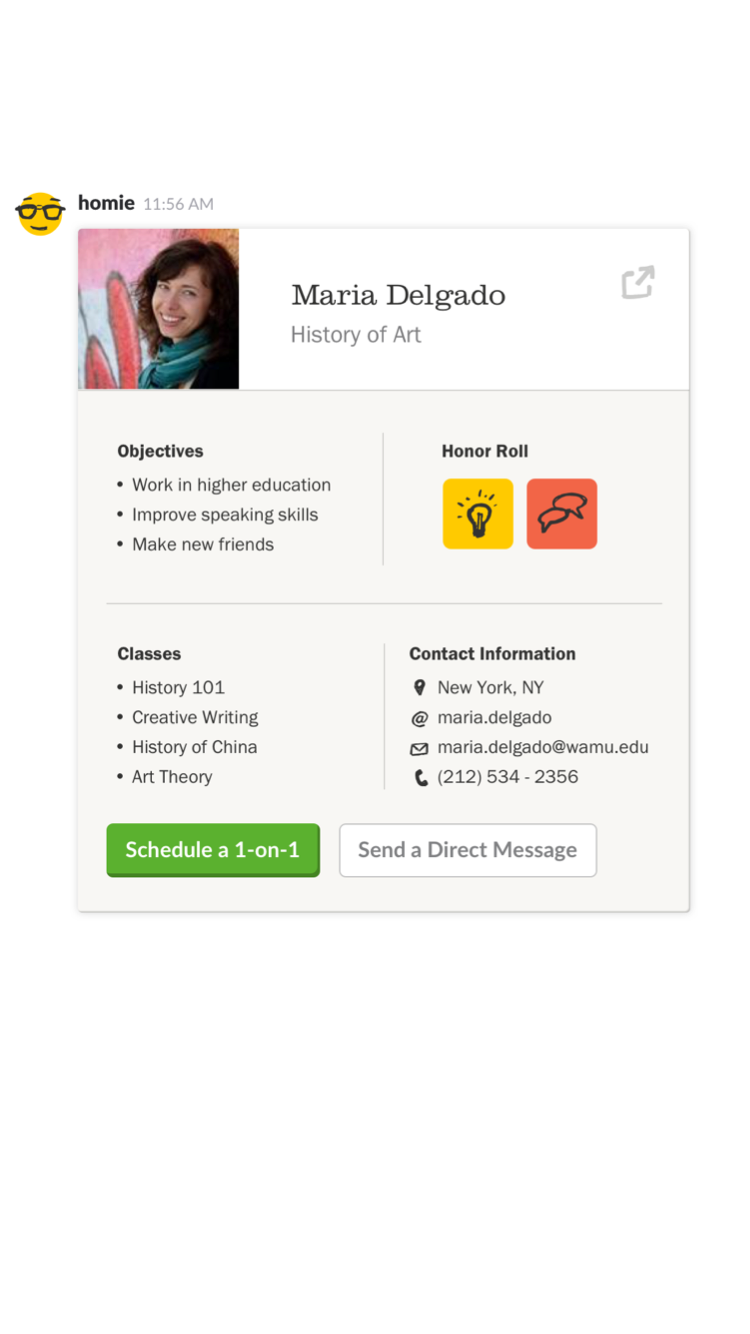 homie 11:56 AM
Maria Delgado
History of Art
Objectives
• Work in higher education
• Improve speaking skills
• Make new friends
Honor Roll
Classes
• History 101
• Creative Writing
• History of China
• Art Theory
Contact Information
New York, NY
@ maria.delgado
maria.delgado@wamu.edu
(212) 534 - 2356
Schedule a 1-on-1
Send a Direct Message